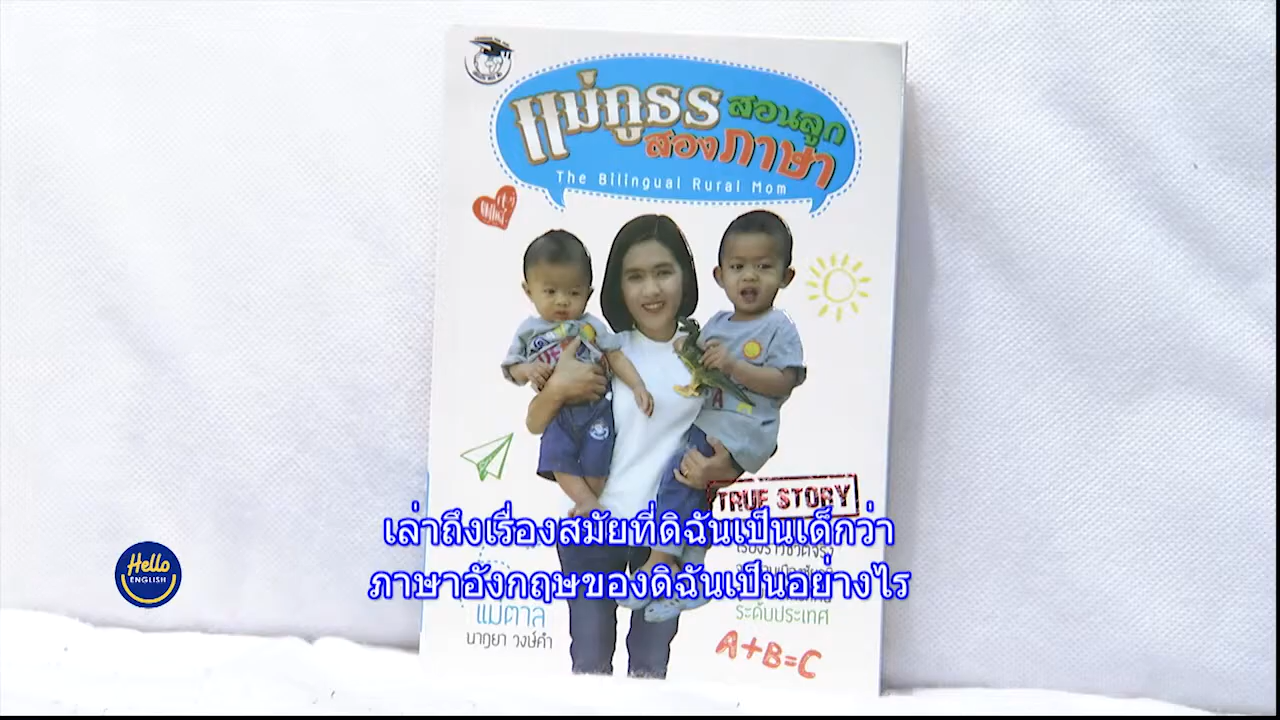 แม่ภูธร สอนลูก
สองภาษา
The Bilingual Rural Mom
TRUE STORY
เล่าถึงเรื่องสมัยที่ดิฉันเป็นเด็กว่า
ภาษาอังกฤษของดิฉันเป็นอย่างไร
Hello
ENGLISH
แม่ตาล
ระดับประเทศ
นาฎยา วงษ์คำ
A+B=C